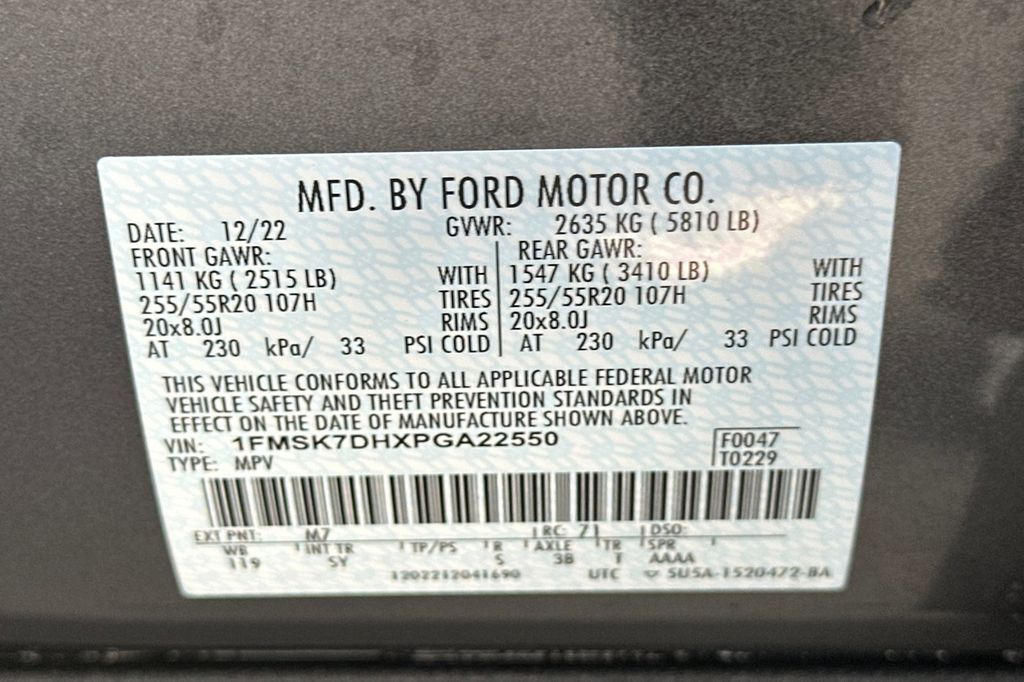 MFD. BY FORD MOTOR CO.
DATE: 12/22 GVWR: 2635 KG ( 5810 LB)
FRONT GAWR: REAR GAWR:
1141 KG ( 2515 LB) WITH 1547 KG ( 3410 LB) WITH
255/55R20 107H TIRES 255/55R20 107H TIRES
20x8.0J RIMS 20x8.0J RIMS
AT 230 kPa/ 33 PSI COLD AT 230 kPa/ 33 PSI COLD
THIS VEHICLE CONFORMS TO ALL APPLICABLE FEDERAL MOTOR
VEHICLE SAFETY AND THEFT PREVENTION STANDARDS IN
EFFECT ON THE DATE OF MANUFACTURE SHOWN ABOVE.
VIN: 1FMSK7DHXPGA22550 F0047
TYPE: MPV T0229
EXT PNT: M7 RC: 71 DSO:
WB INT TR TP/PS R AXLE TR SPR
119 5Y S 3B T AAAA
1202212041690 UTC SU5A-1520472-BA